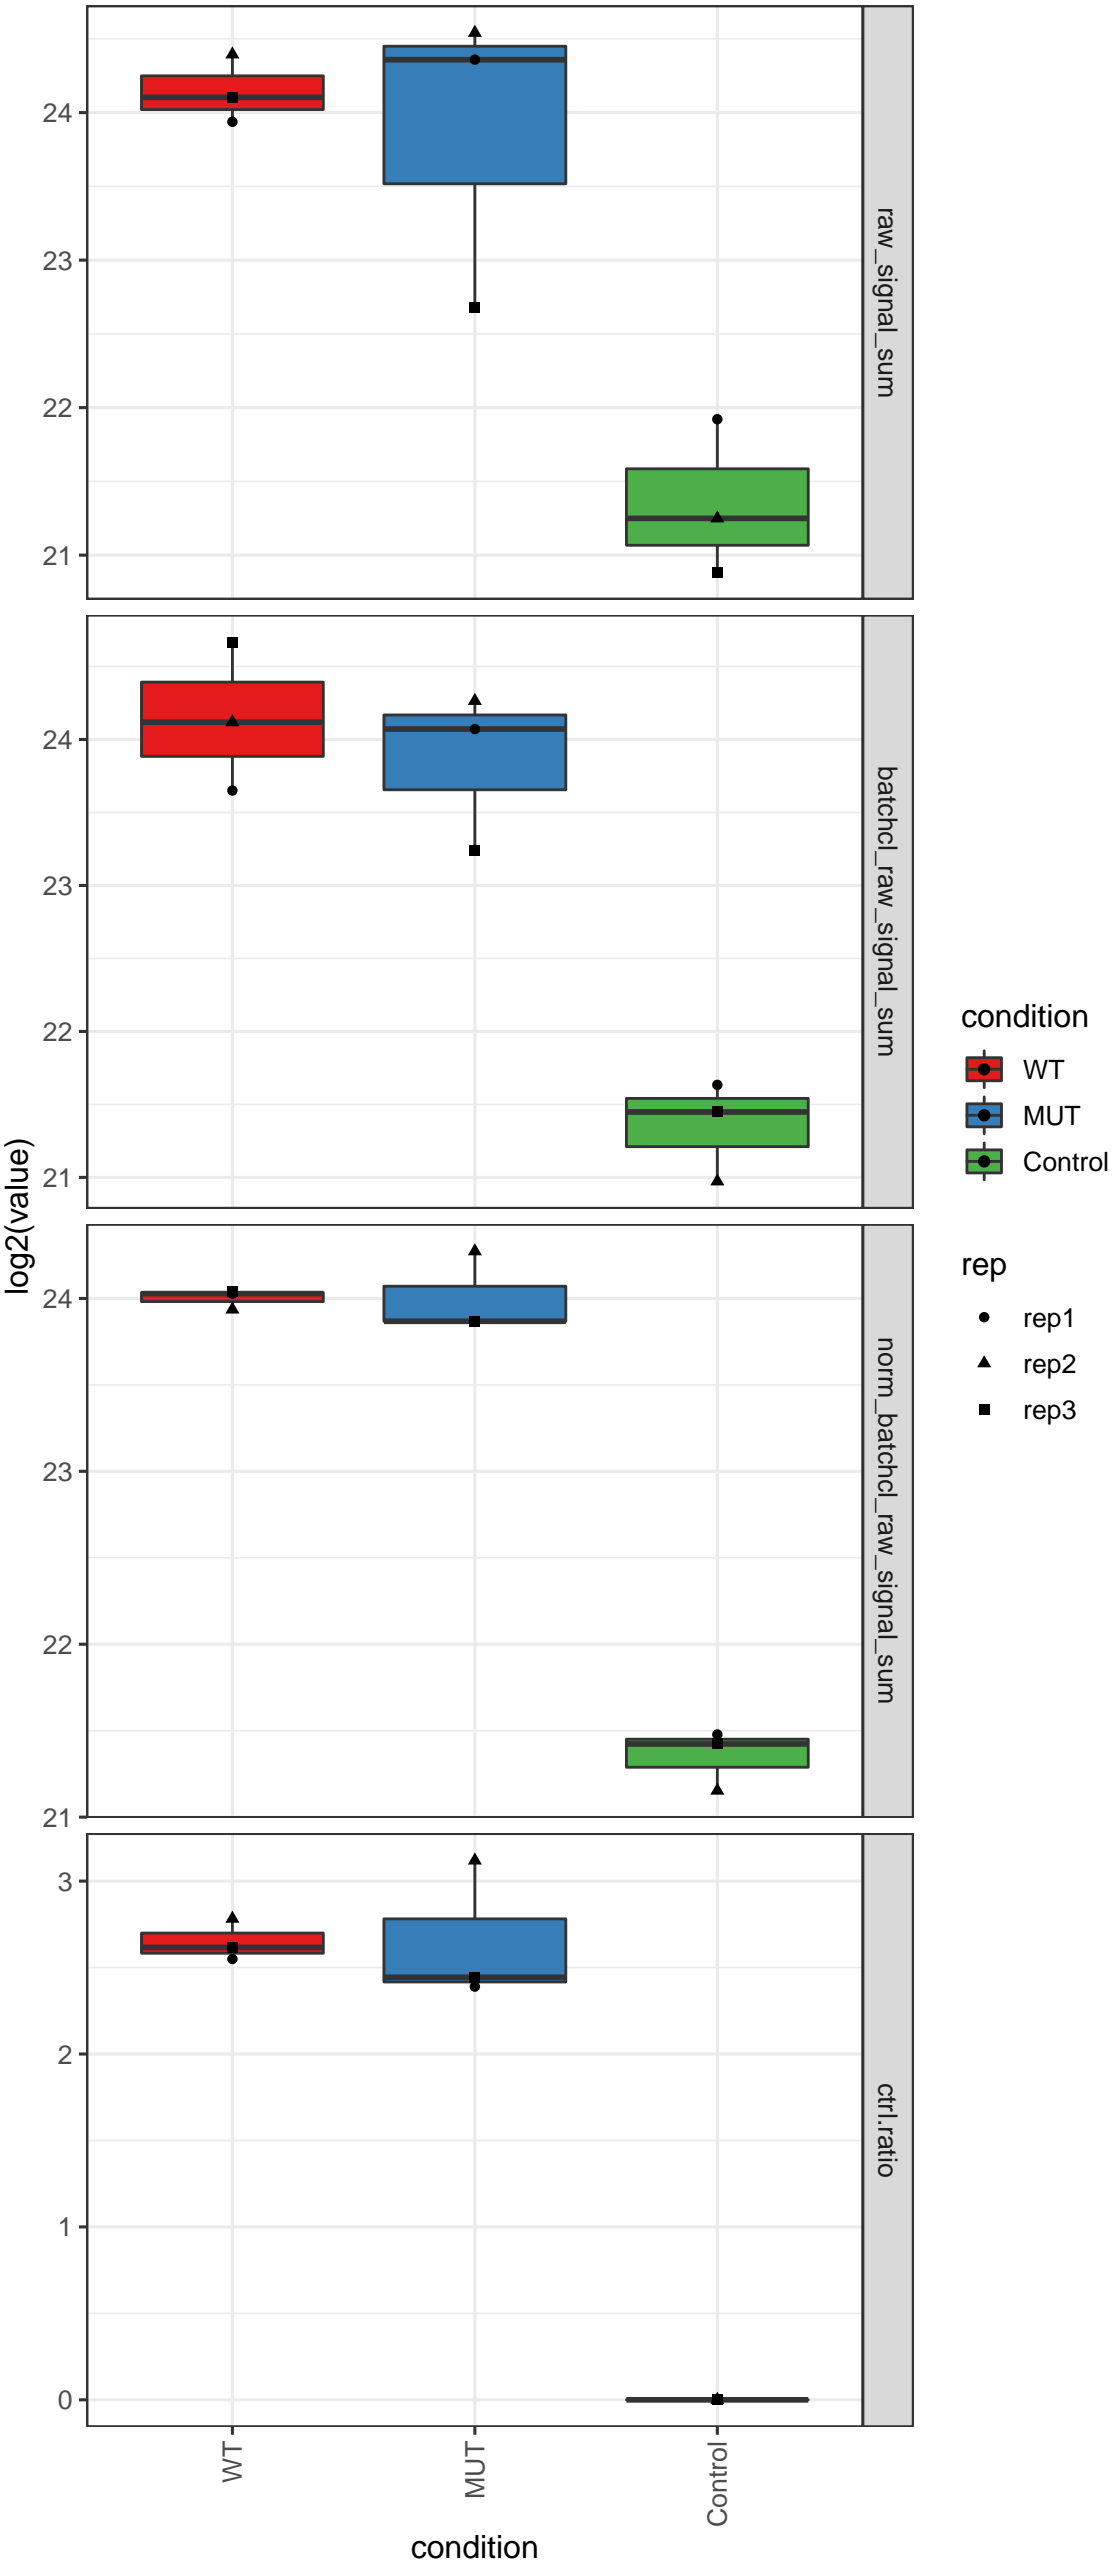 log2(value)
24
23
22
21
raw_signal_sum
24
23
22
21
batchcl_raw_signal_sum
24
23
22
21
norm_batchcl_raw_signal_sum
3
2
1
0
ctrl.ratio
WT
MUT
Control
condition
condition
WT
MUT
Control
rep
rep1
rep2
rep3